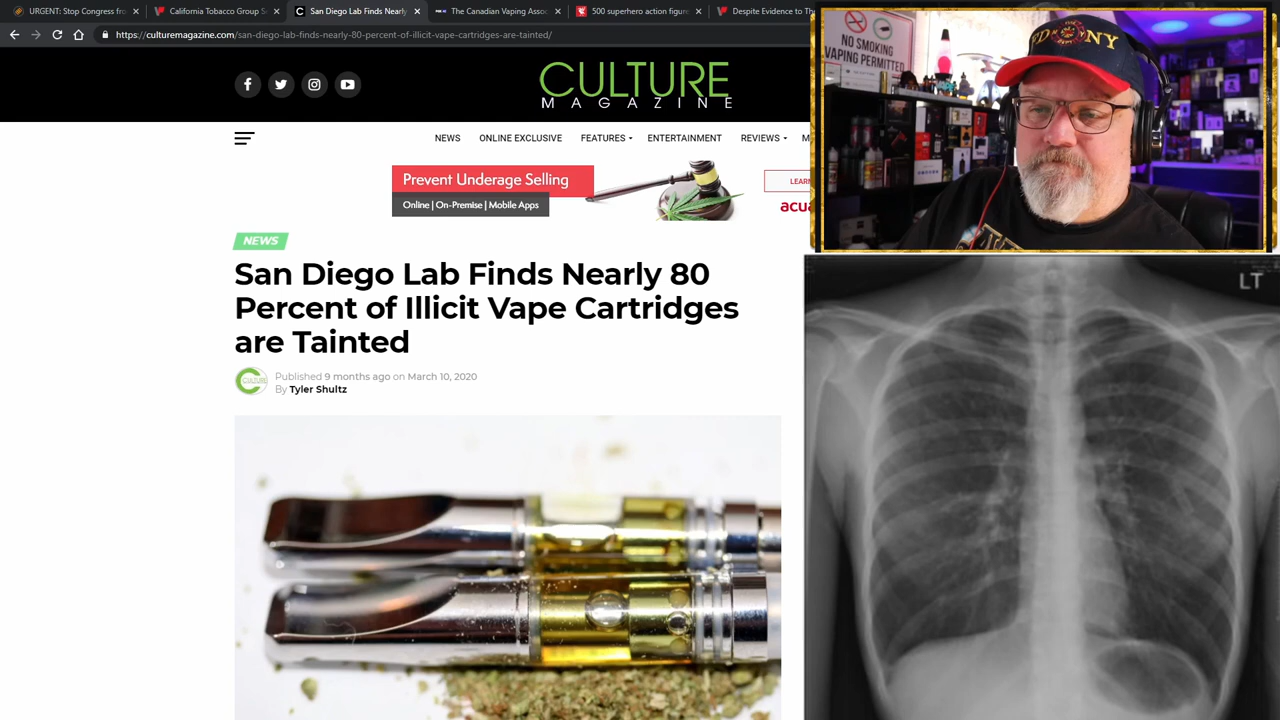 URGENT: Stop Congress fro
California Tobacco Group S
San Diego Lab Finds Nearly
The Canadian Vaping Assoc
500 superhero action figure
Despite Evidence to Th
https://culturemagazine.com/san-diego-lab-finds-nearly-80-percent-of-illicit-vape-cartridges-are-tainted/
NO SMOKING
VAPING PERMITTED
NY
CULTURE
MAGAZINE
NEWS
ONLINE EXCLUSIVE
FEATURES
ENTERTAINMENT
REVIEWS
M
Prevent Underage Selling
Online | On-Premise | Mobile Apps
LEARN
acua
NEWS
San Diego Lab Finds Nearly 80
Percent of Illicit Vape Cartridges
are Tainted
Published 9 months ago on March 10, 2020
By Tyler Shultz
LT